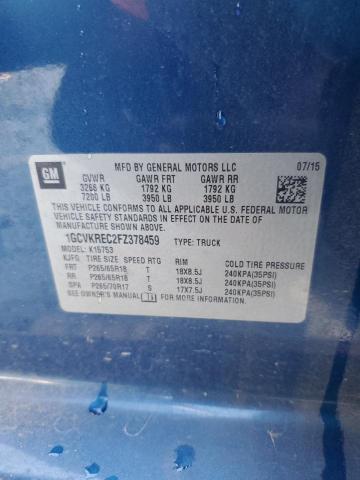 GM
MFD BY GENERAL MOTORS LLC 07/15
GVWR GAWR FRT GAWR RR
3266 KG 1792 KG 1792 KG
7200 LB 3950 LB 3950 LB
THIS VEHICLE CONFORMS TO ALL APPLICABLE U.S. FEDERAL MOTOR
VEHICLE SAFETY AND THEFT PREVENTION STANDARDS IN EFFECT ON THE DATE OF
MANUFACTURE SHOWN ABOVE.
1GCVKREC2FZ378459 TYPE: TRUCK
K15753
KJFG TIRE SIZE SPEED RTG RIM COLD TIRE PRESSURE
FRT P265/65R18 T 18X8.5J 240KPA(35PSI)
RR P265/65R18 T 18X8.5J 240KPA(35PSI)
SPA P265/70R17 S 17X7.5J 240KPA(35PSI)
SEE OWNER'S MANUAL FOR ADDITIONAL INFORMATION